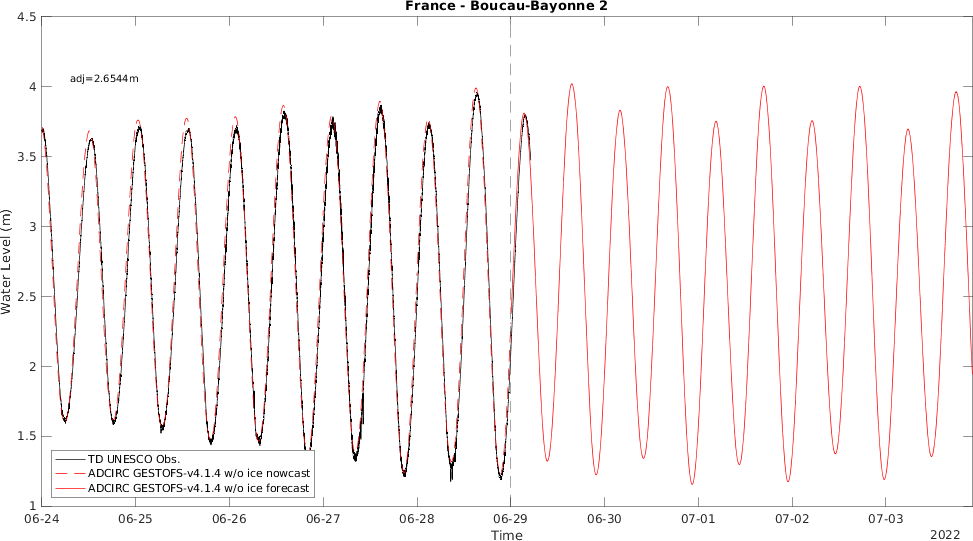 France - Boucau-Bayonne 2
4.5
adj=2.6544m
4
3.5
3
2.5
2
1.5
1
Water Level (m)
TD UNESCO Obs.
ADCIRC GESTOFS-v4.1.4 w/o ice nowcast
ADCIRC GESTOFS-v4.1.4 w/o ice forecast
06-24 06-25 06-26 06-27 06-28 06-29 06-30 07-01 07-02 07-03
Time
2022